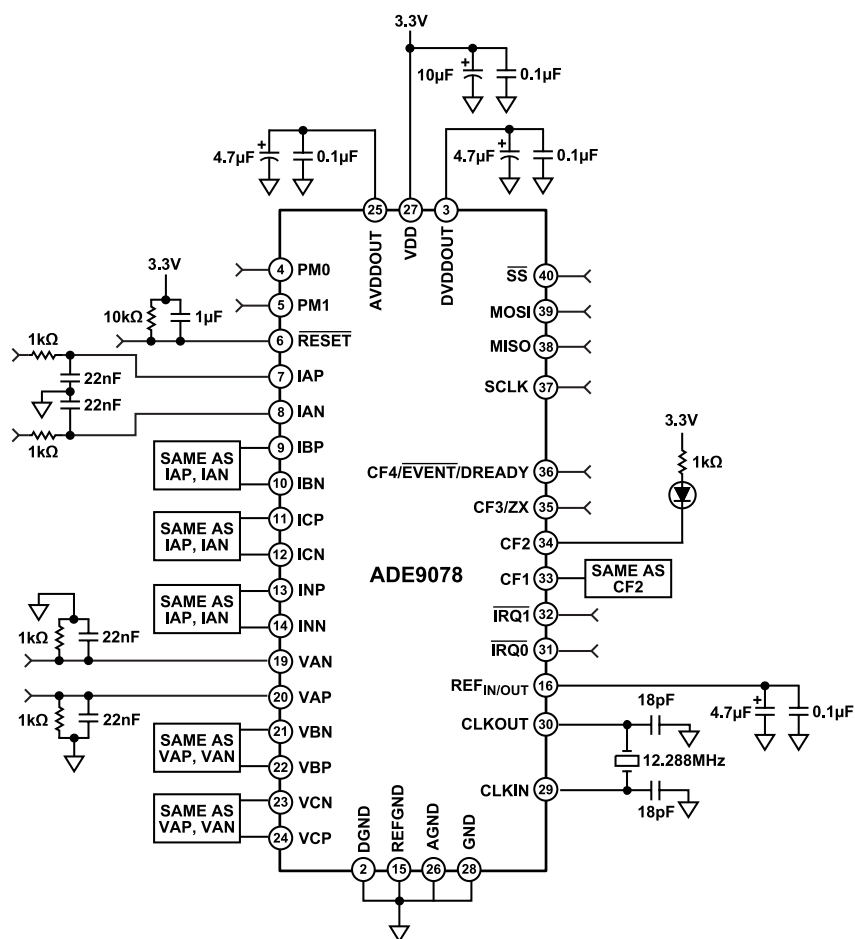 3.3V
10µF
0.1µF
4.7µF
0.1µF
4.7µF
0.1µF
25
27
3
AVDDOUT
VDD
DVDDOUT
3.3V
10kΩ
1µF
4
PM0
5
PM1
6
RESET
1kΩ
22nF
22nF
1kΩ
7
IAP
8
IAN
SAME AS
IAP, IAN
9
IBP
10
IBN
SAME AS
IAP, IAN
11
ICP
12
ICN
SAME AS
IAP, IAN
13
INP
14
INN
1kΩ
22nF
19
VAN
20
VAP
1kΩ
22nF
SAME AS
VAP, VAN
21
VBN
22
VBP
SAME AS
VAP, VAN
23
VCN
24
VCP
ADE9078
SS
40
MOSI
39
MISO
38
SCLK
37
3.3V
1kΩ
CF4/EVENT/DREADY
36
CF3/ZX
35
CF2
34
CF1
33
SAME AS
CF2
IRQ1
32
IRQ0
31
REFIN/OUT
16
4.7µF
0.1µF
CLKOUT
30
18pF
12.288MHz
CLKIN
29
18pF
DGND
REFGND
AGND
GND
2
15
26
28